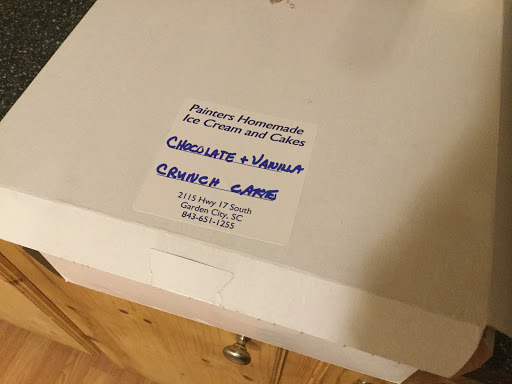 Painters Homemade
Ice Cream and Cakes
CHOCOLATE + VANILLA
CRUNCH CAKE
2115 Hwy 17 South
Garden City, SC
843-651-1255